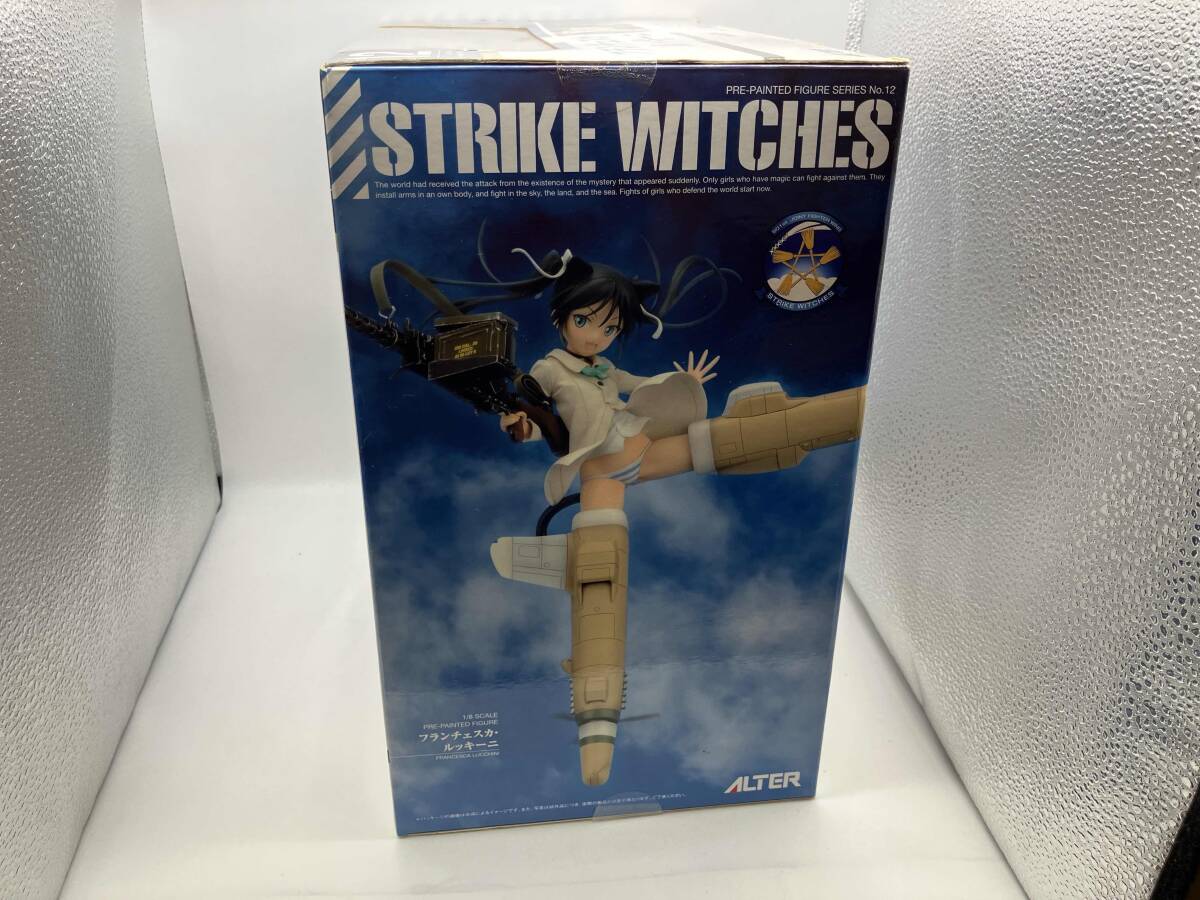 PRE-PAINTED FIGURE SERIES No.12
STRIKE WITCHES
The world had received the attack from the existence of the mystery that appeared suddenly. Only girls who have magic can fight against them. They
install arms in an own body, and fight in the sky, the land, and the sea. Fights of girls who defend the world start now.
JOINT FIGHTER WING
STRIKE WITCHES
1/8 SCALE
PRE-PAINTED FIGURE
フランチェスカ・
ルッキーニ
FRANCESCA LUCCHINI
ALTER